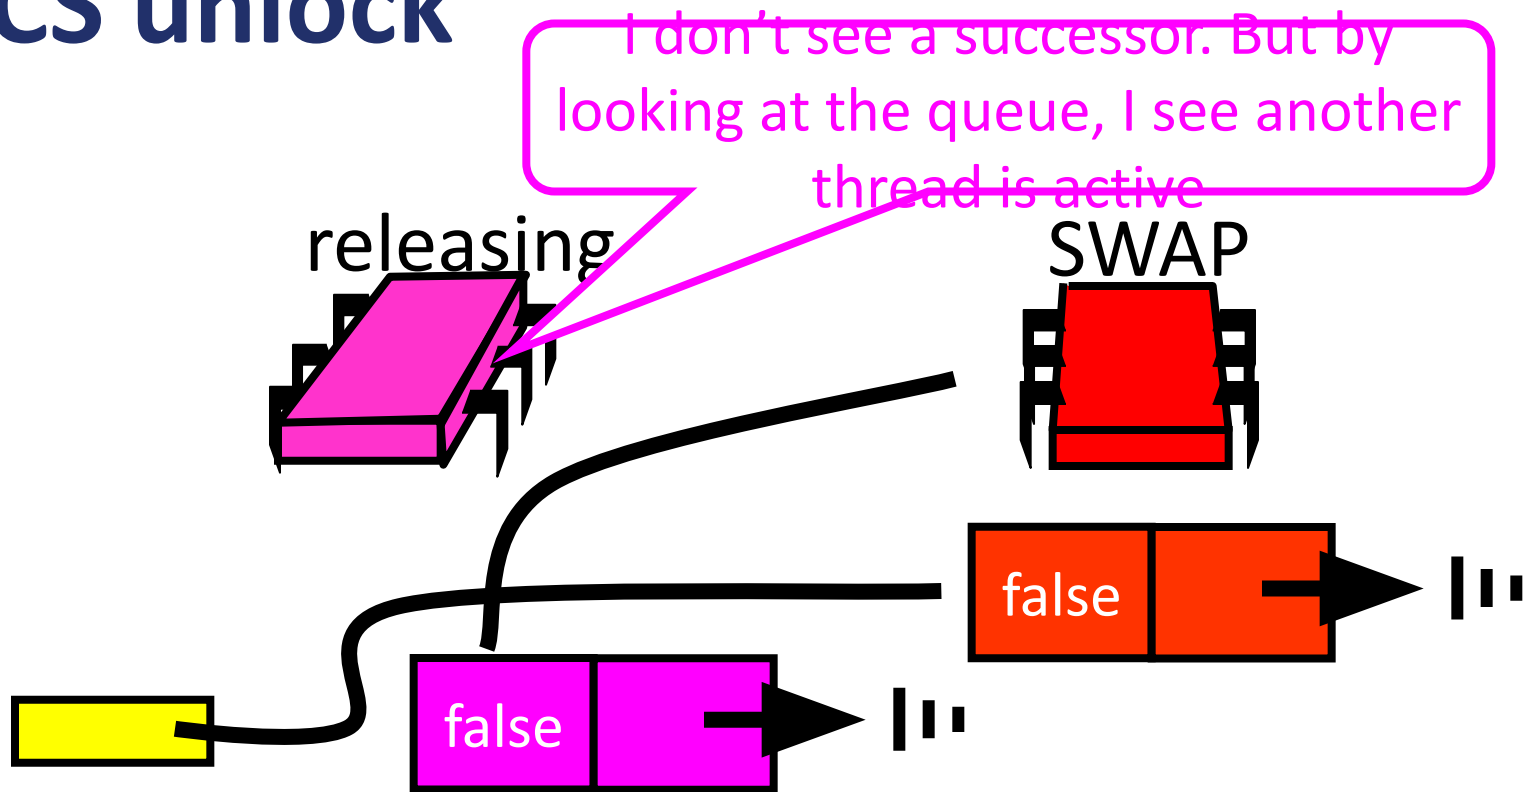 CS unlock
I don’t see a successor. But by
looking at the queue, I see another
thread is active
releasing
SWAP
false
false